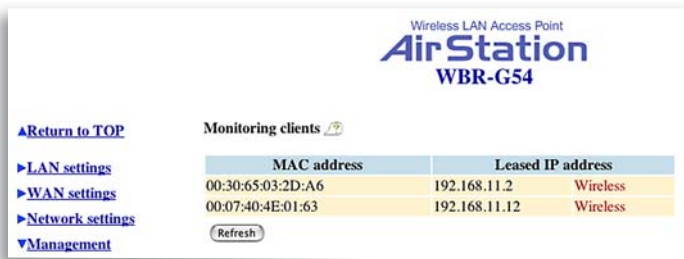 Wireless LAN Access Point
AirStation
WBR-G54
▲Return to TOP
►LAN settings
►WAN settings
►Network settings
▼Management
Monitoring clients
MAC address Leased IP address
00:30:65:03:2D:A6 192.168.11.2 Wireless
00:07:40:4E:01:63 192.168.11.12 Wireless
Refresh